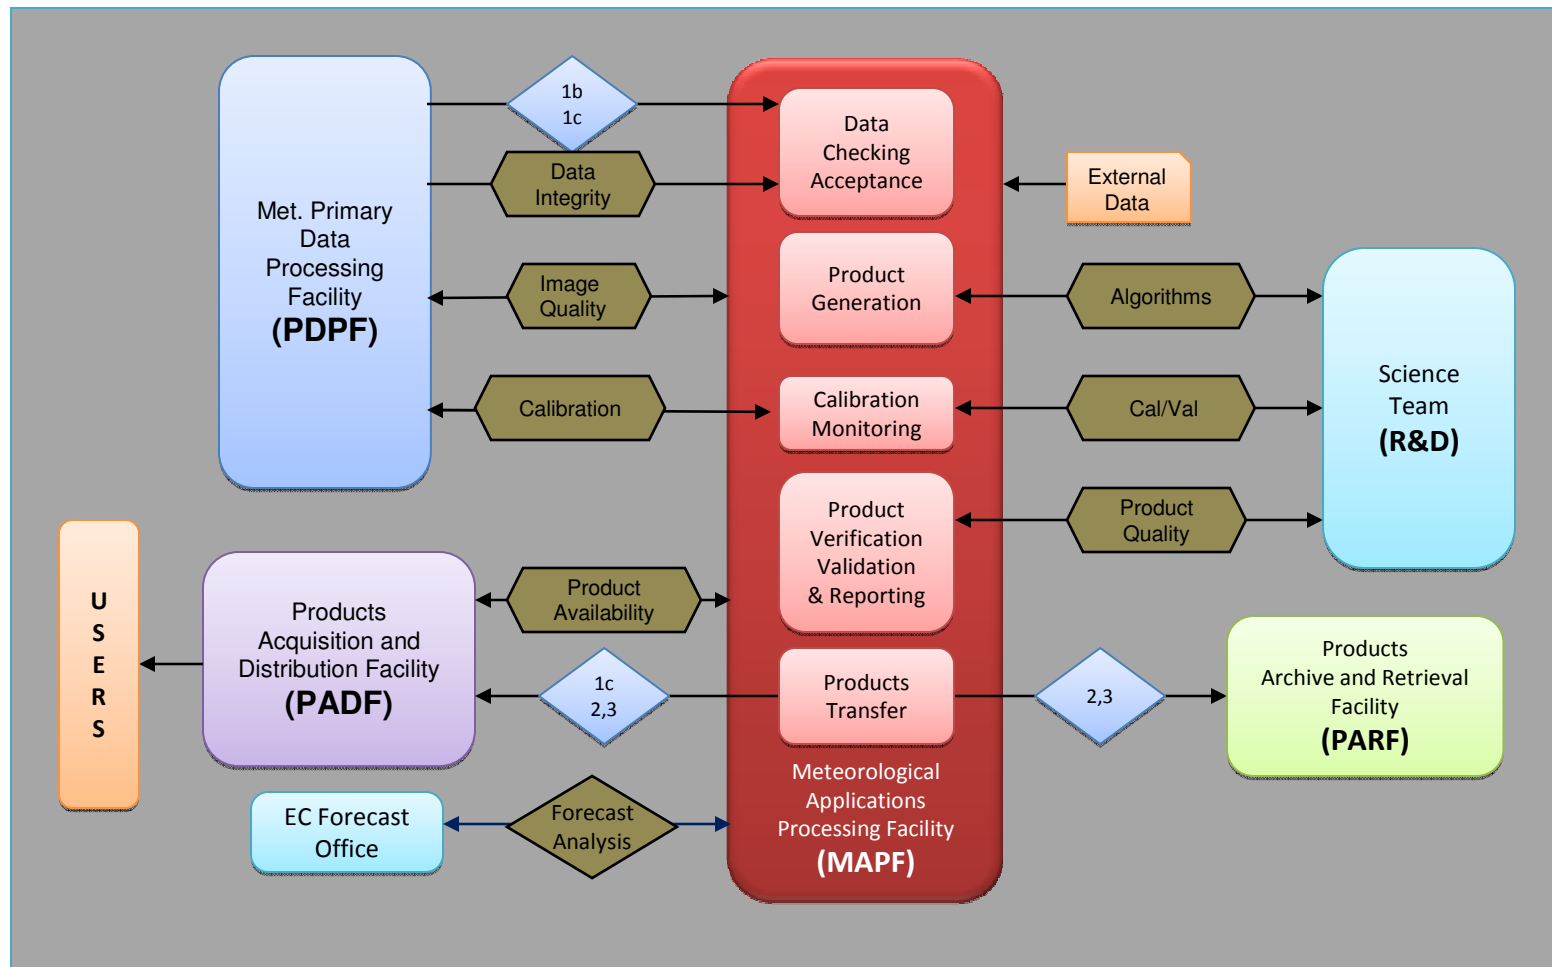 Met. Primary
Data
Processing
Facility
(PDPF)
1b
1c
Data
Integrity
Image
Quality
Calibration
Data
Checking
Acceptance
Product
Generation
Calibration
Monitoring
Product
Verification
Validation
& Reporting
Products
Transfer
Meteorological
Applications
Processing Facility
(MAPF)
External
Data
Algorithms
Cal/Val
Product
Quality
Science
Team
(R&D)
U
S
E
R
S
Products
Acquisition and
Distribution Facility
(PADF)
Product
Availability
1c
2,3
2,3
Products
Archive and Retrieval
Facility
(PARF)
EC Forecast
Office
Forecast
Analysis